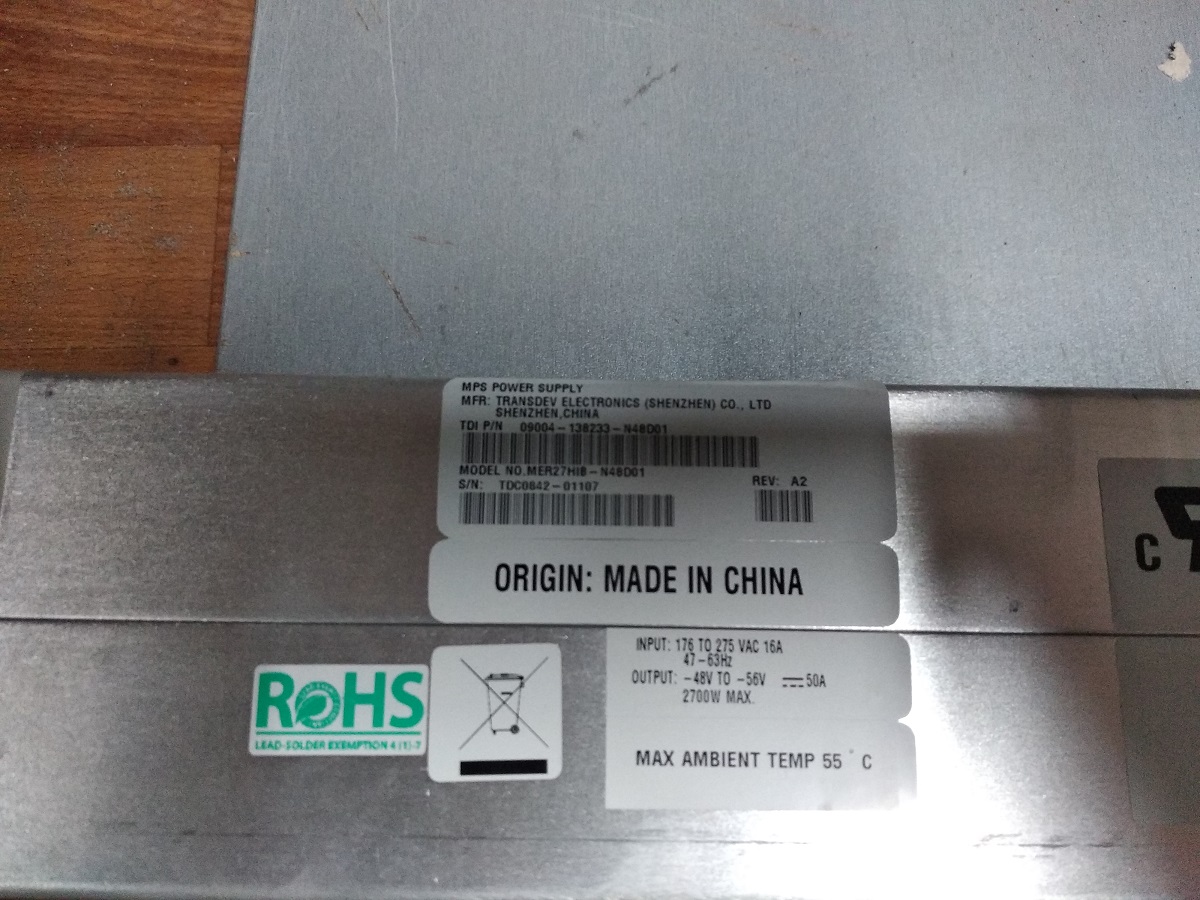 MPS POWER SUPPLY
MFR: TRANSDEV ELECTRONICS (SHENZHEN) CO., LTD
SHENZHEN,CHINA
TDI P/N 09004-138233-N48D01
MODEL NO.MER27HIB-N48D01
S/N: TDC0842-01107
REV: A2
ORIGIN: MADE IN CHINA
C
INPUT: 176 TO 275 VAC 16A
47-63Hz
OUTPUT: -48V TO -56V ⎓ 50A
2700W MAX.
RoHS
LEAD-SOLDER EXEMPTION 4 (1)-7
MAX AMBIENT TEMP 55 ° C